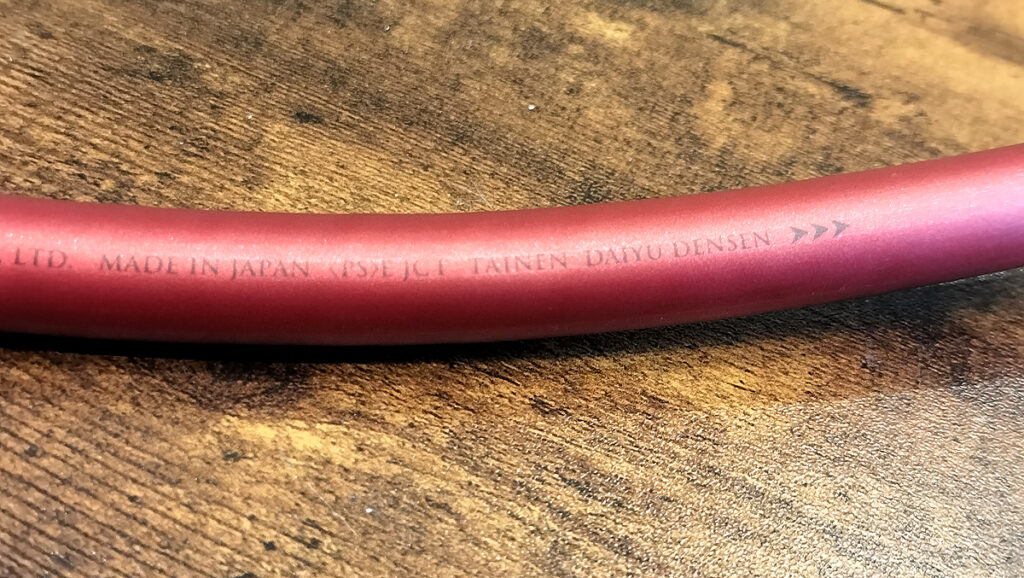 LTD. MADE IN JAPAN <PS>E JCT TAINEN DAIYU DENSEN >>>